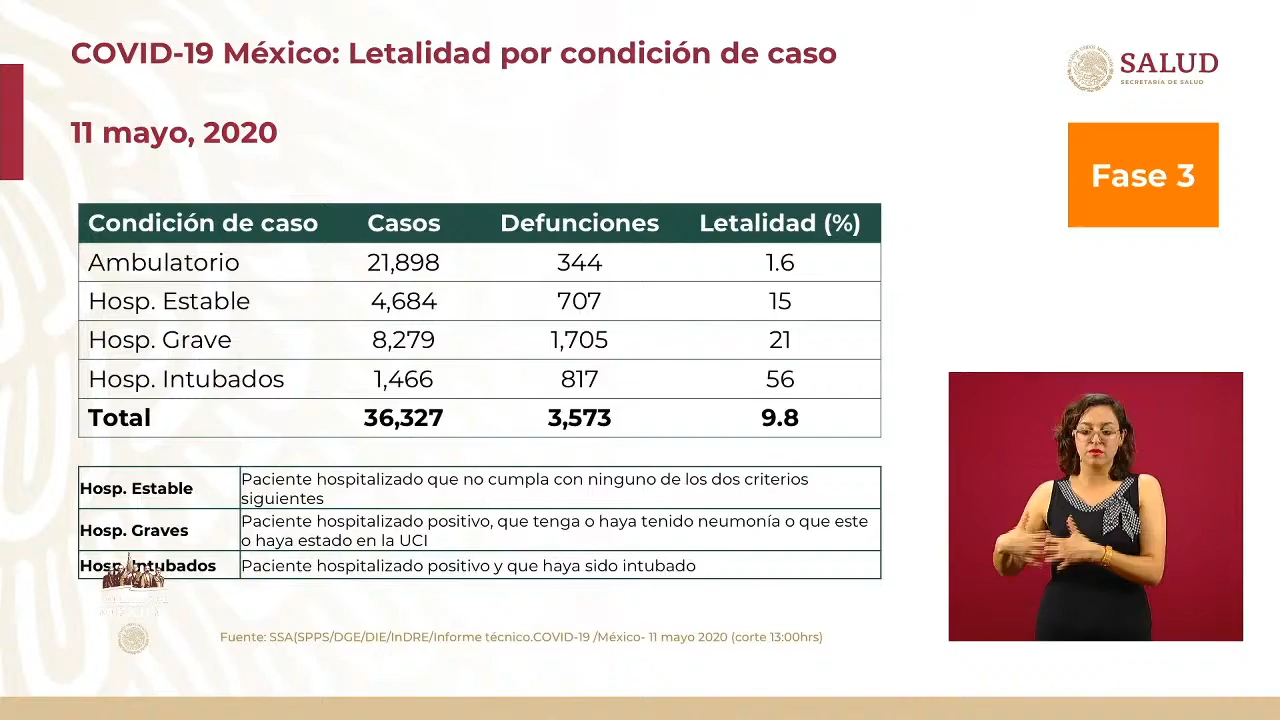 COVID-19 México: Letalidad por condición de caso
11 mayo, 2020
SALUD
SECRETARÍA DE SALUD
Fase 3
Condición de caso Casos Defunciones Letalidad (%)
Ambulatorio 21,898 344 1.6
Hosp. Estable 4,684 707 15
Hosp. Grave 8,279 1,705 21
Hosp. Intubados 1,466 817 56
Total 36,327 3,573 9.8
Hosp. Estable Paciente hospitalizado que no cumpla con ninguno de los dos criterios
siguientes
Hosp. Graves Paciente hospitalizado positivo, que tenga o haya tenido neumonía o que este
o haya estado en la UCI
Hosp. Intubados Paciente hospitalizado positivo y que haya sido intubado
Fuente: SSA(SPPS/DGE/DIE/InDRE/Informe técnico.COVID-19 /México- 11 mayo 2020 (corte 13:00hrs)